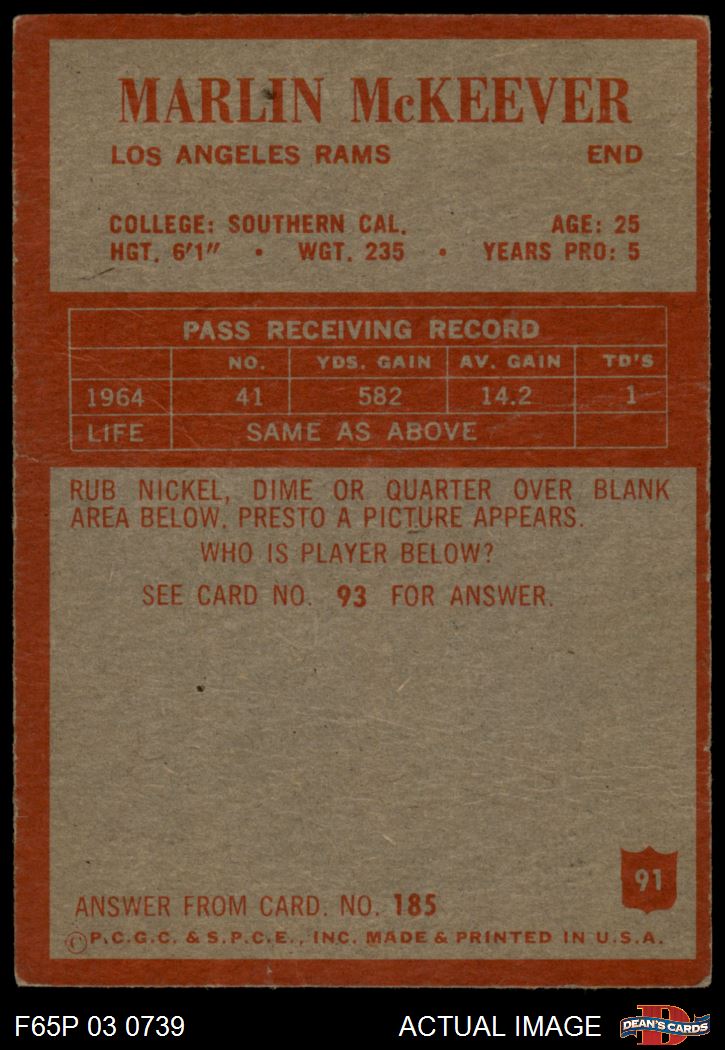 MARLIN McKEEVER
LOS ANGELES RAMS END
COLLEGE: SOUTHERN CAL. AGE: 25
HGT. 6'1" • WGT. 235 • YEARS PRO: 5
PASS RECEIVING RECORD
NO. YDS. GAIN AV. GAIN TD'S
1964 41 582 14.2 1
LIFE SAME AS ABOVE
RUB NICKEL, DIME OR QUARTER OVER BLANK
AREA BELOW. PRESTO A PICTURE APPEARS.
WHO IS PLAYER BELOW?
SEE CARD NO. 93 FOR ANSWER.
91
ANSWER FROM CARD. NO. 185
©P.C.G.C. & S.P.C.E., INC. MADE & PRINTED IN U.S.A.
F65P 03 0739 ACTUAL IMAGE D DEAN'S CARDS